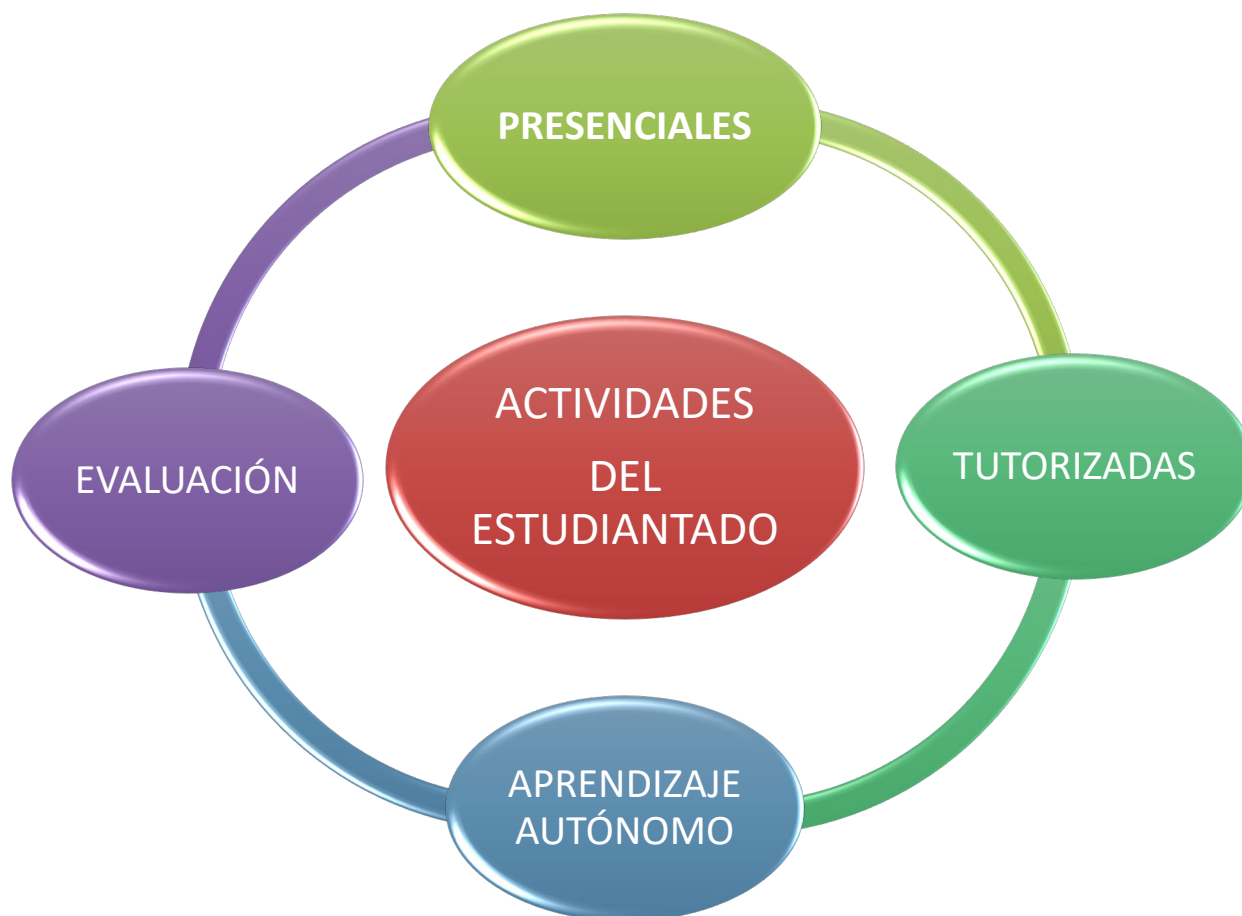 PRESENCIALES
ACTIVIDADES
DEL
ESTUDIANTADO
EVALUACIÓN
TUTORIZADAS
APRENDIZAJE
AUTÓNOMO